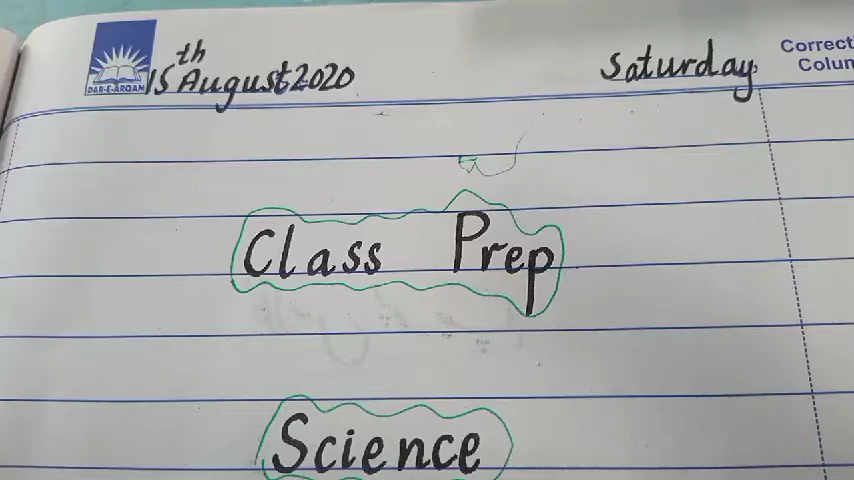 15th August 2020 Saturday
Correct
Colum
DAR-E-ARQAM
Class Prep
Science